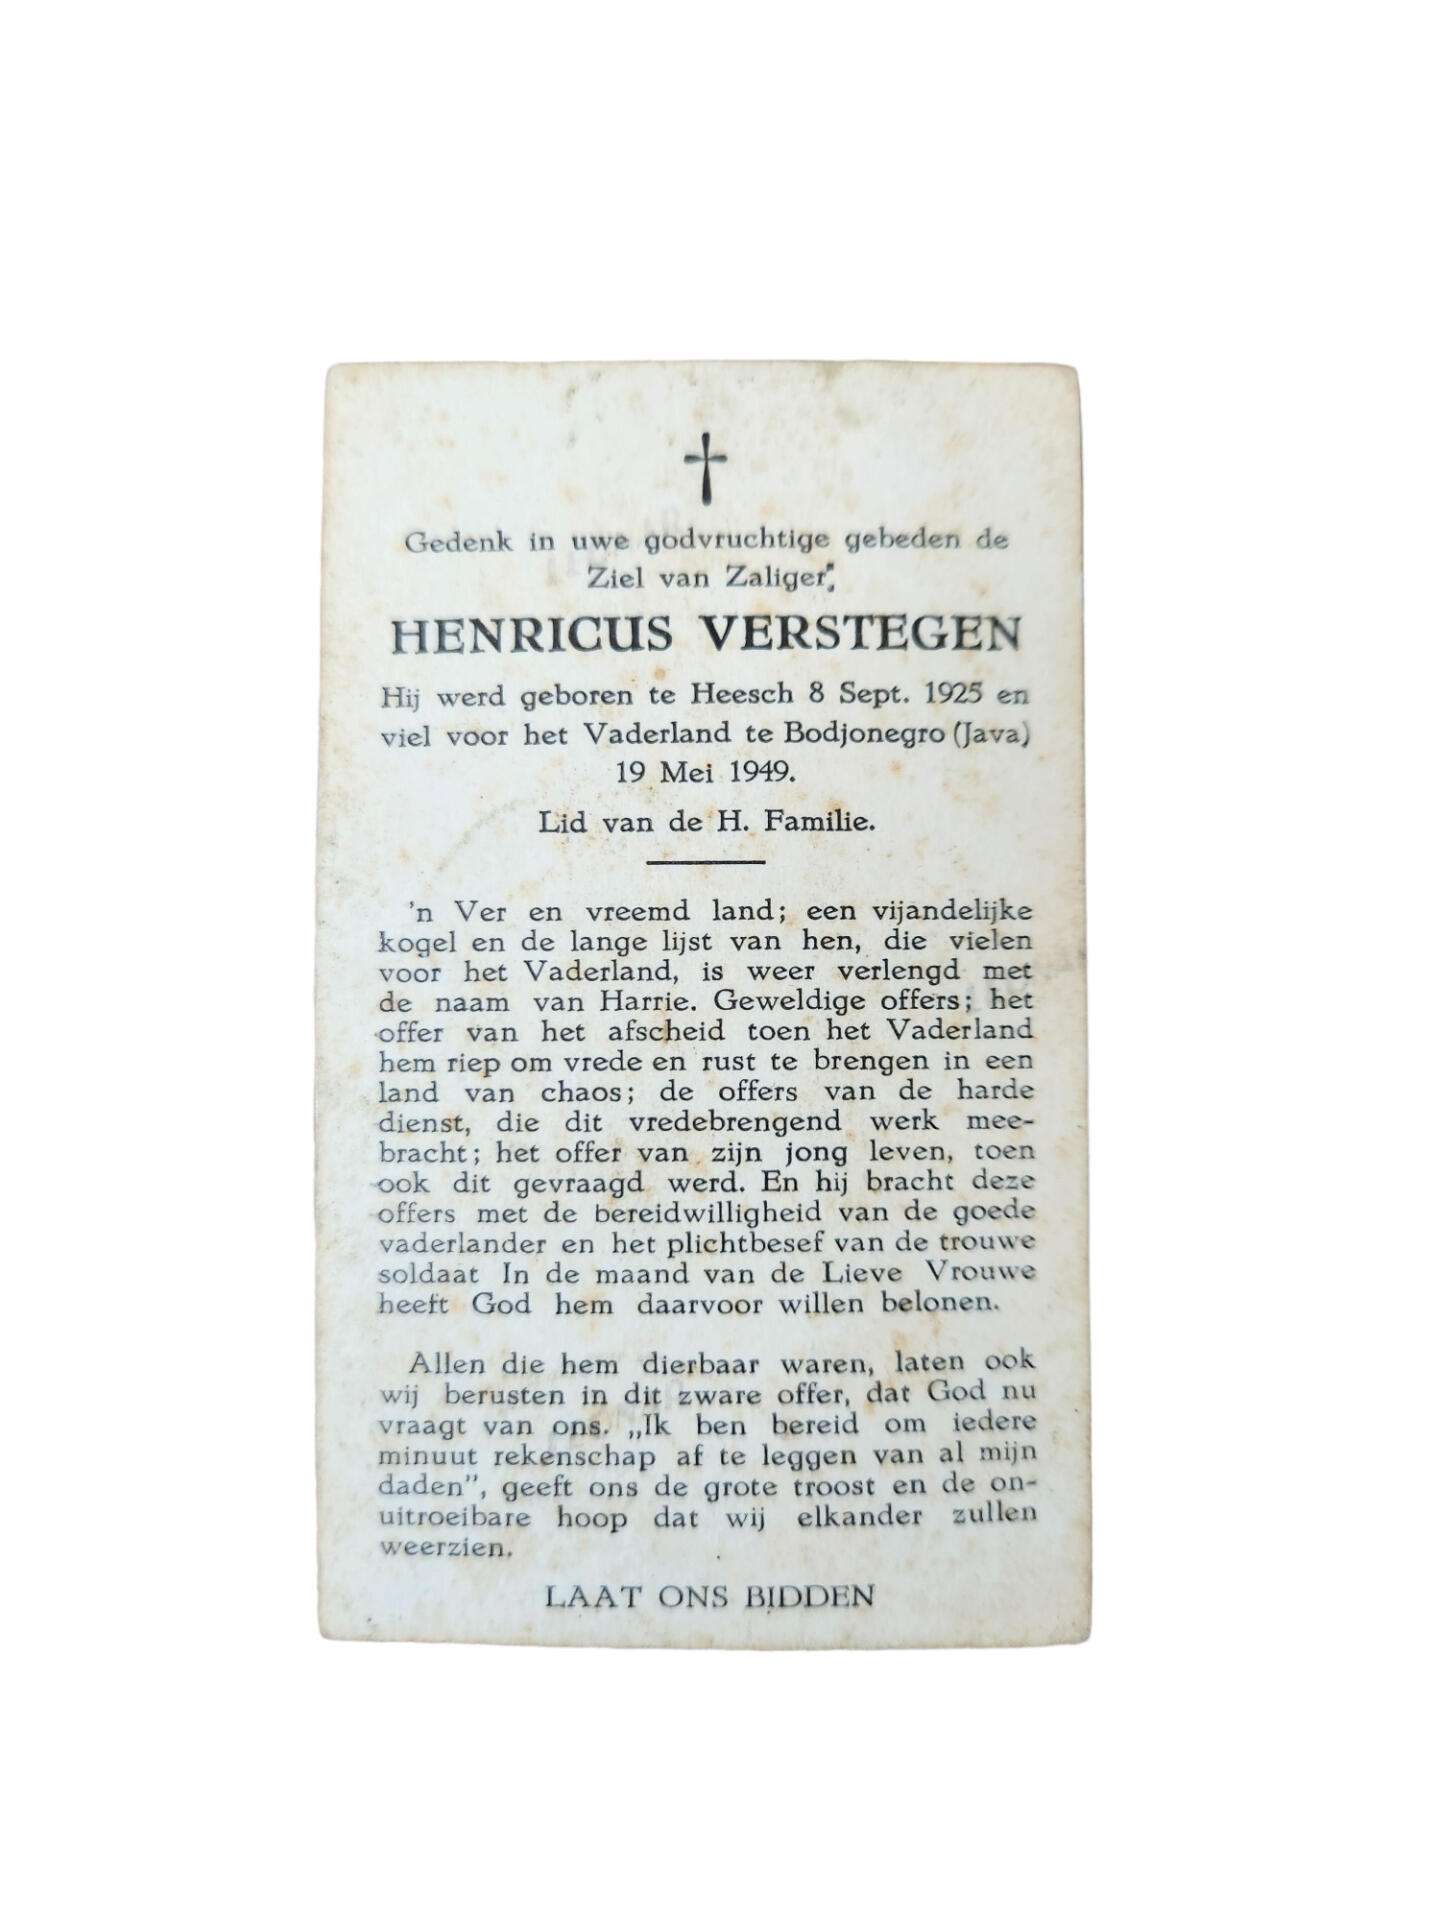 Gedenk in uwe godvruchtige gebeden de
Ziel van Zaliger,
HENRICUS VERSTEGEN
Hij werd geboren te Heesch 8 Sept. 1925 en
viel voor het Vaderland te Bodjonegro (Java)
19 Mei 1949.
Lid van de H. Familie.
'n Ver en vreemd land; een vijandelijke
kogel en de lange lijst van hen, die vielen
voor het Vaderland, is weer verlengd met
de naam van Harrie. Geweldige offers; het
offer van het afscheid toen het Vaderland
hem riep om vrede en rust te brengen in een
land van chaos; de offers van de harde
dienst, die dit vredebrengend werk mee-
bracht; het offer van zijn jong leven, toen
ook dit gevraagd werd. En hij bracht deze
offers met de bereidwilligheid van de goede
vaderlander en het plichtbesef van de trouwe
soldaat In de maand van de Lieve Vrouwe
heeft God hem daarvoor willen belonen.
Allen die hem dierbaar waren, laten ook
wij berusten in dit zware offer, dat God nu
vraagt van ons. „Ik ben bereid om iedere
minuut rekenschap af te leggen van al mijn
daden”, geeft ons de grote troost en de on-
uitroeibare hoop dat wij elkander zullen
weerzien.
LAAT ONS BIDDEN